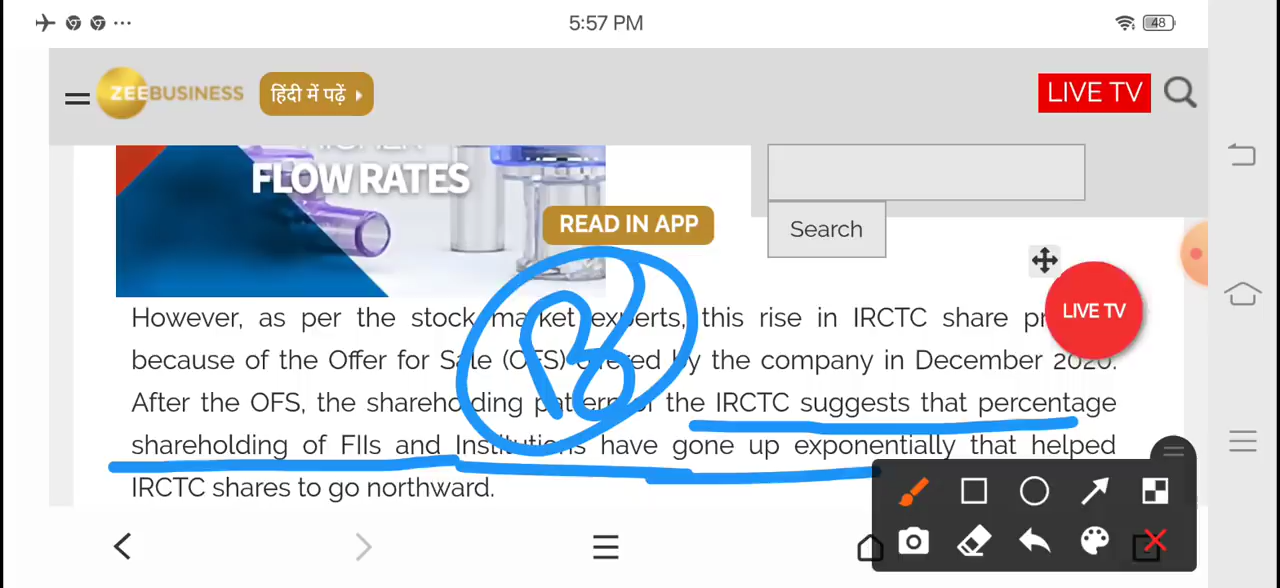 5:57 PM
48
ZEEBUSINESS
हिंदी में पढ़ें
LIVE TV
FLOW RATES
READ IN APP
Search
LIVE TV
However, as per the stock market experts, this rise in IRCTC share
because of the Offer for Sale (OFS) offered by the company in December 2020.
After the OFS, the shareholding pattern of the IRCTC suggests that percentage
shareholding of FIIs and Institutions have gone up exponentially that helped
IRCTC shares to go northward.